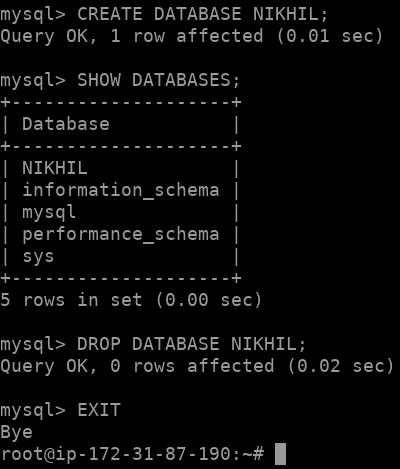 mysql> CREATE DATABASE NIKHIL;
Query OK, 1 row affected (0.01 sec)
mysql> SHOW DATABASES;
+--------------------+
| Database           |
+--------------------+
| NIKHIL             |
| information_schema |
| mysql              |
| performance_schema |
| sys                |
+--------------------+
5 rows in set (0.00 sec)
mysql> DROP DATABASE NIKHIL;
Query OK, 0 rows affected (0.02 sec)
mysql> EXIT
Bye
root@ip-172-31-87-190:~#